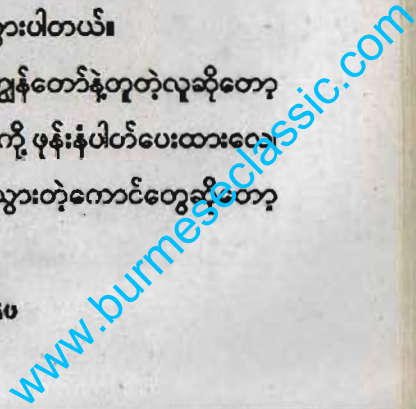 ားပါတယ်။
ကျွန်တော်နဲ့တူတဲ့လူဆိုတော့
ကို ဖုန်းနံပါတ်ပေးထားလေ
သွားတဲ့ကောင်တွေဆိုတော့
www.burmeseclassic.com